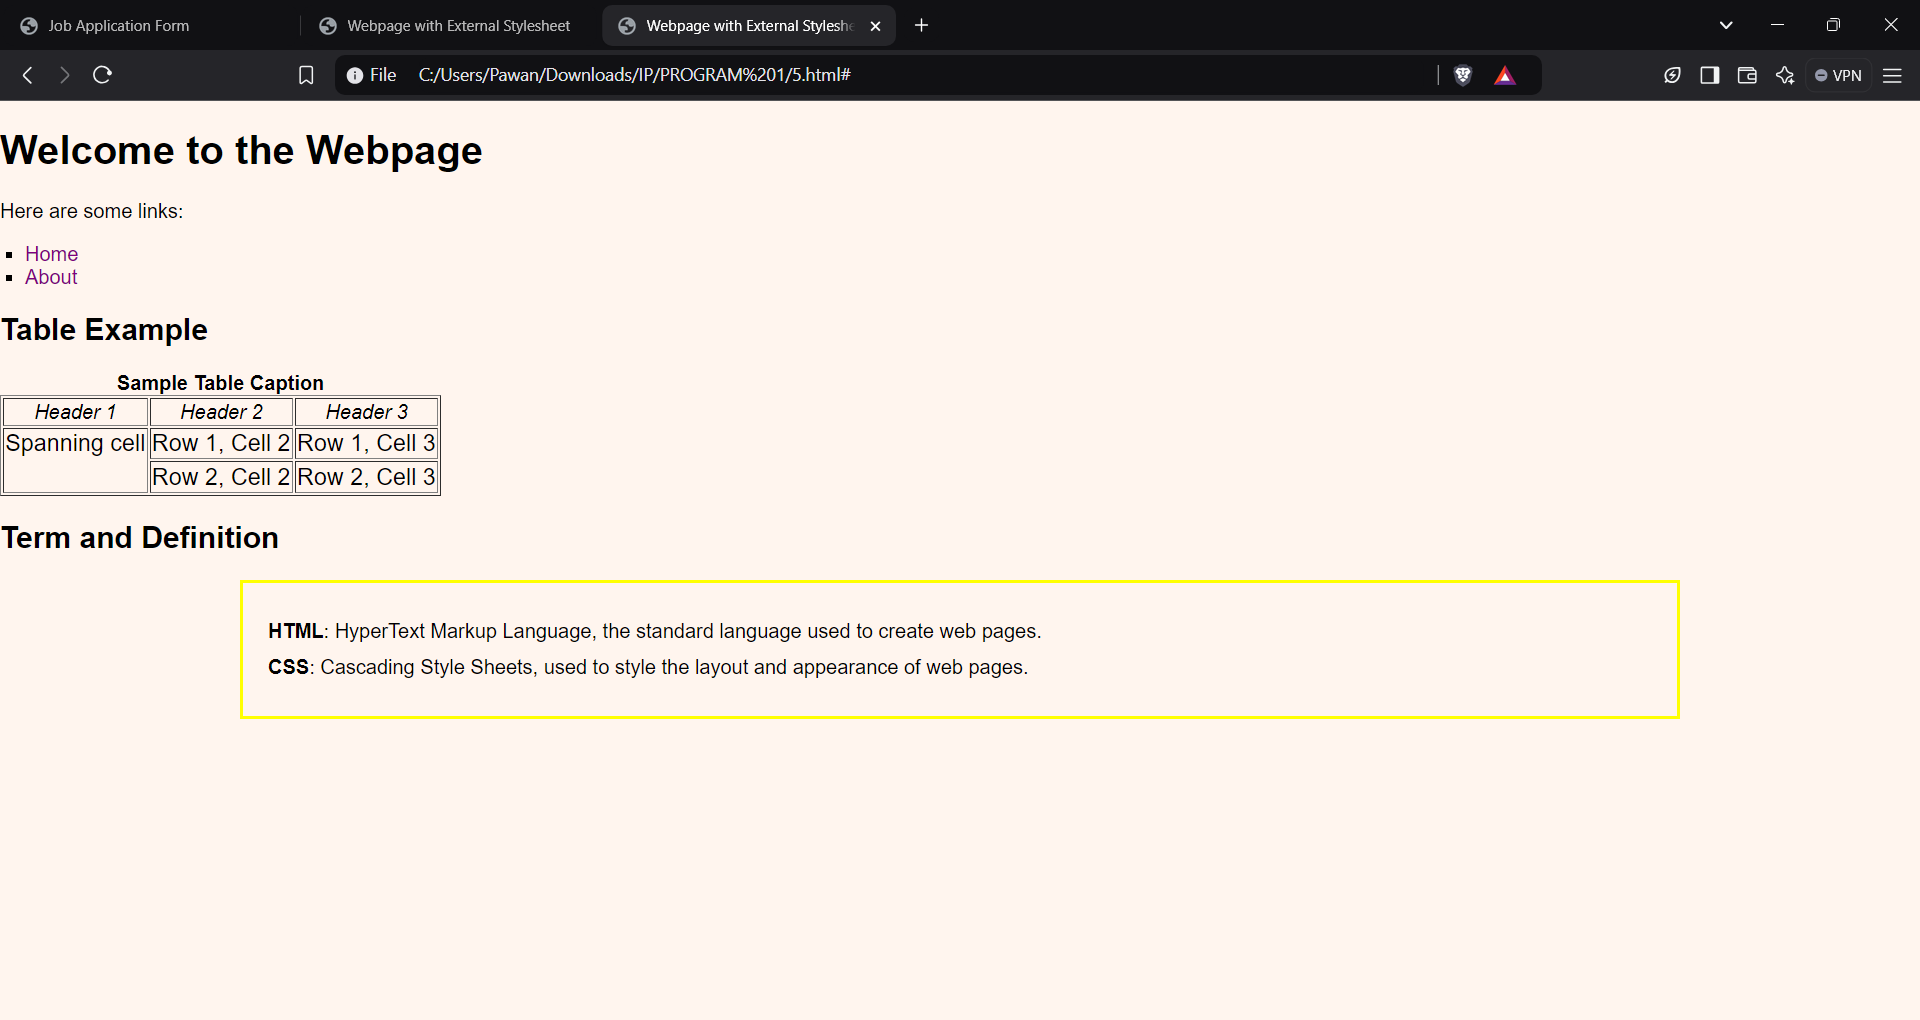 Job Application Form
Webpage with External Stylesheet
Webpage with External Stylesh
File C:/Users/Pawan/Downloads/IP/PROGRAM%201/5.html#
VPN
Welcome to the Webpage
Here are some links:
Home
About
Table Example
Sample Table Caption
Header 1 Header 2 Header 3
Spanning cell Row 1, Cell 2 Row 1, Cell 3
Row 2, Cell 2 Row 2, Cell 3
Term and Definition
HTML: HyperText Markup Language, the standard language used to create web pages.
CSS: Cascading Style Sheets, used to style the layout and appearance of web pages.